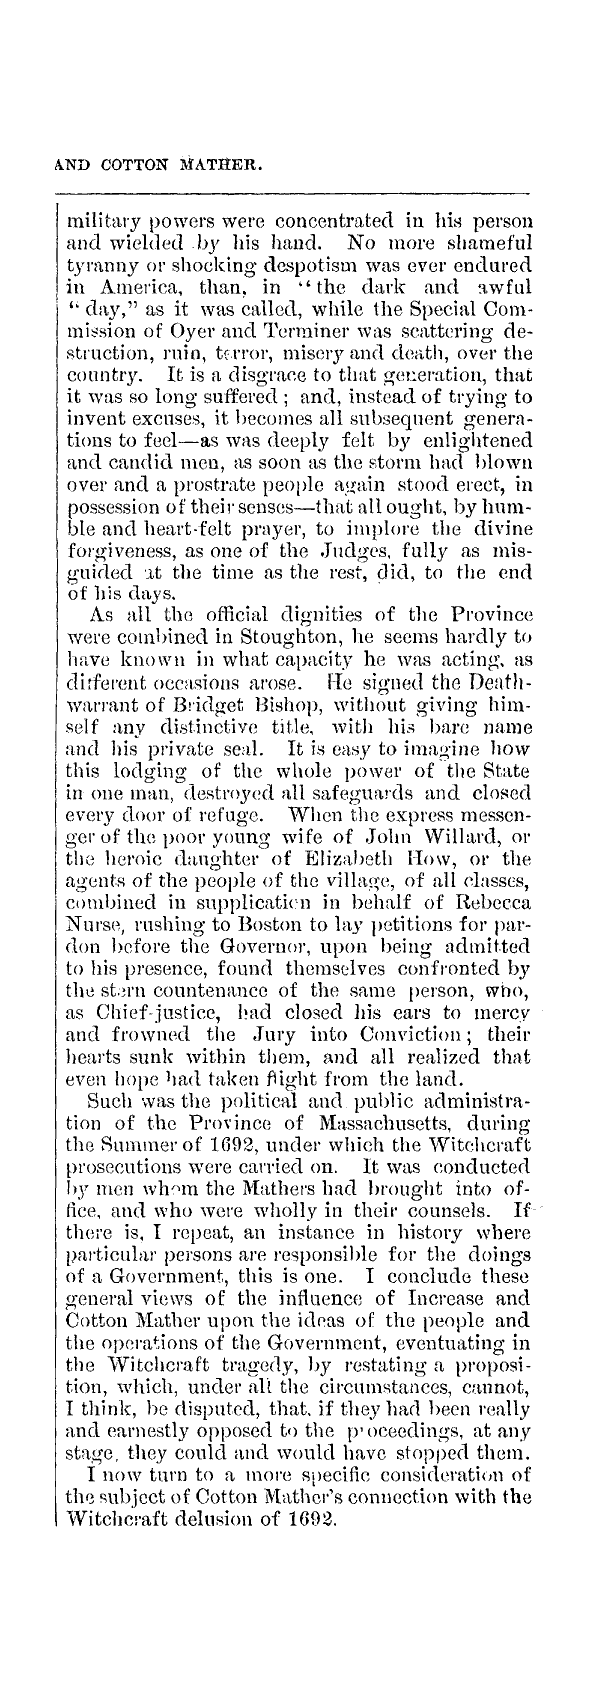 AND COTTON MATHER.
military powers were concentrated in his person
and wielded by his hand. No more shameful
tyranny or shocking despotism was ever endured
in America, than, in "the dark and awful
"day," as it was called, while the Special Com-
mission of Oyer and Terminer was scattering de-
struction, ruin, terror, misery and death, over the
country. It is a disgrace to that generation, that
it was so long suffered; and, instead of trying to
invent excuses, it becomes all subsequent genera-
tions to feel—as was deeply felt by enlightened
and candid men, as soon as the storm had blown
over and a prostrate people again stood erect, in
possession of their senses—that all ought, by hum-
ble and heart-felt prayer, to implore the divine
forgiveness, as one of the Judges, fully as mis-
guided at the time as the rest, did, to the end
of his days.
As all the official dignities of the Province
were combined in Stoughton, he seems hardly to
have known in what capacity he was acting, as
different occasions arose. He signed the Death-
warrant of Bridget Bishop, without giving him-
self any distinctive title, with his bare name
and his private seal. It is easy to imagine how
this lodging of the whole power of the State
in one man, destroyed all safeguards and closed
every door of refuge. When the express messen-
ger of the poor young wife of John Willard, or
the heroic daughter of Elizabeth How, or the
agents of the people of the village, of all classes,
combined in supplication in behalf of Rebecca
Nurse, rushing to Boston to lay petitions for par-
don before the Governor, upon being admitted
to his presence, found themselves confronted by
the stern countenance of the same person, who,
as Chief-justice, had closed his ears to mercy
and frowned the Jury into Conviction; their
hearts sunk within them, and all realized that
even hope had taken flight from the land.
Such was the political and public administra-
tion of the Province of Massachusetts, during
the Summer of 1692, under which the Witchcraft
prosecutions were carried on. It was conducted
by men whom the Mathers had brought into of-
fice, and who were wholly in their counsels. If
there is, I repeat, an instance in history where
particular persons are responsible for the doings
of a Government, this is one. I conclude these
general views of the influence of Increase and
Cotton Mather upon the ideas of the people and
the operations of the Government, eventuating in
the Witchcraft tragedy, by restating a proposi-
tion, which, under all the circumstances, cannot,
I think, be disputed, that, if they had been really
and earnestly opposed to the proceedings, at any
stage, they could and would have stopped them.
I now turn to a more specific consideration of
the subject of Cotton Mather's connection with the
Witchcraft delusion of 1692.